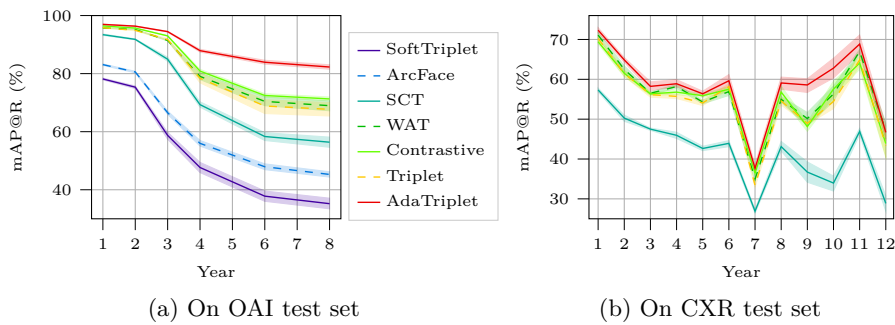 100
80
60
40
mAP@R (%)
1 2 3 4 6 8
Year
SoftTriplet
ArcFace
SCT
WAT
Contrastive
Triplet
AdaTriplet
(a) On OAI test set
70
60
50
40
30
mAP@R (%)
1 2 3 4 5 6 7 8 9 10 11 12
Year
(b) On CXR test set